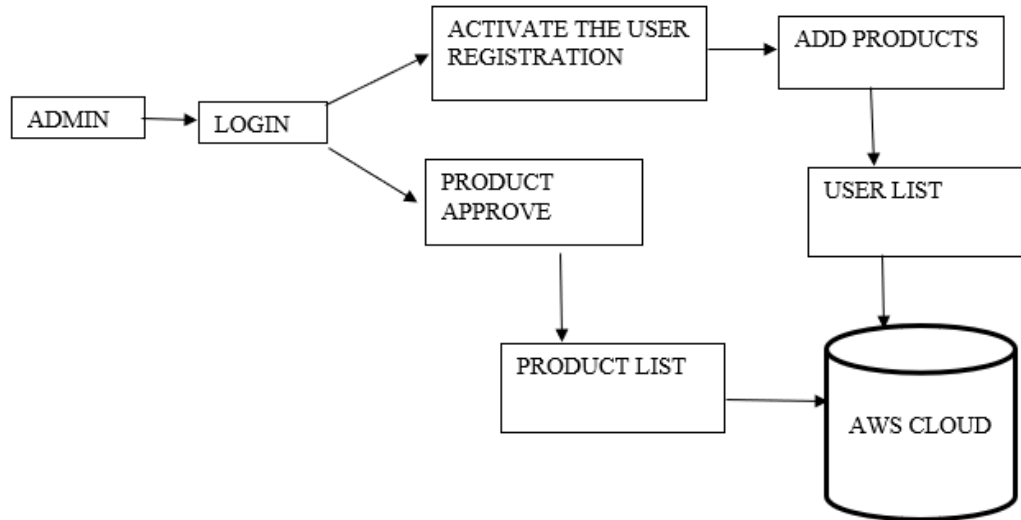 ACTIVATE THE USER
REGISTRATION
ADD PRODUCTS
ADMIN
LOGIN
PRODUCT
APPROVE
USER LIST
PRODUCT LIST
AWS CLOUD